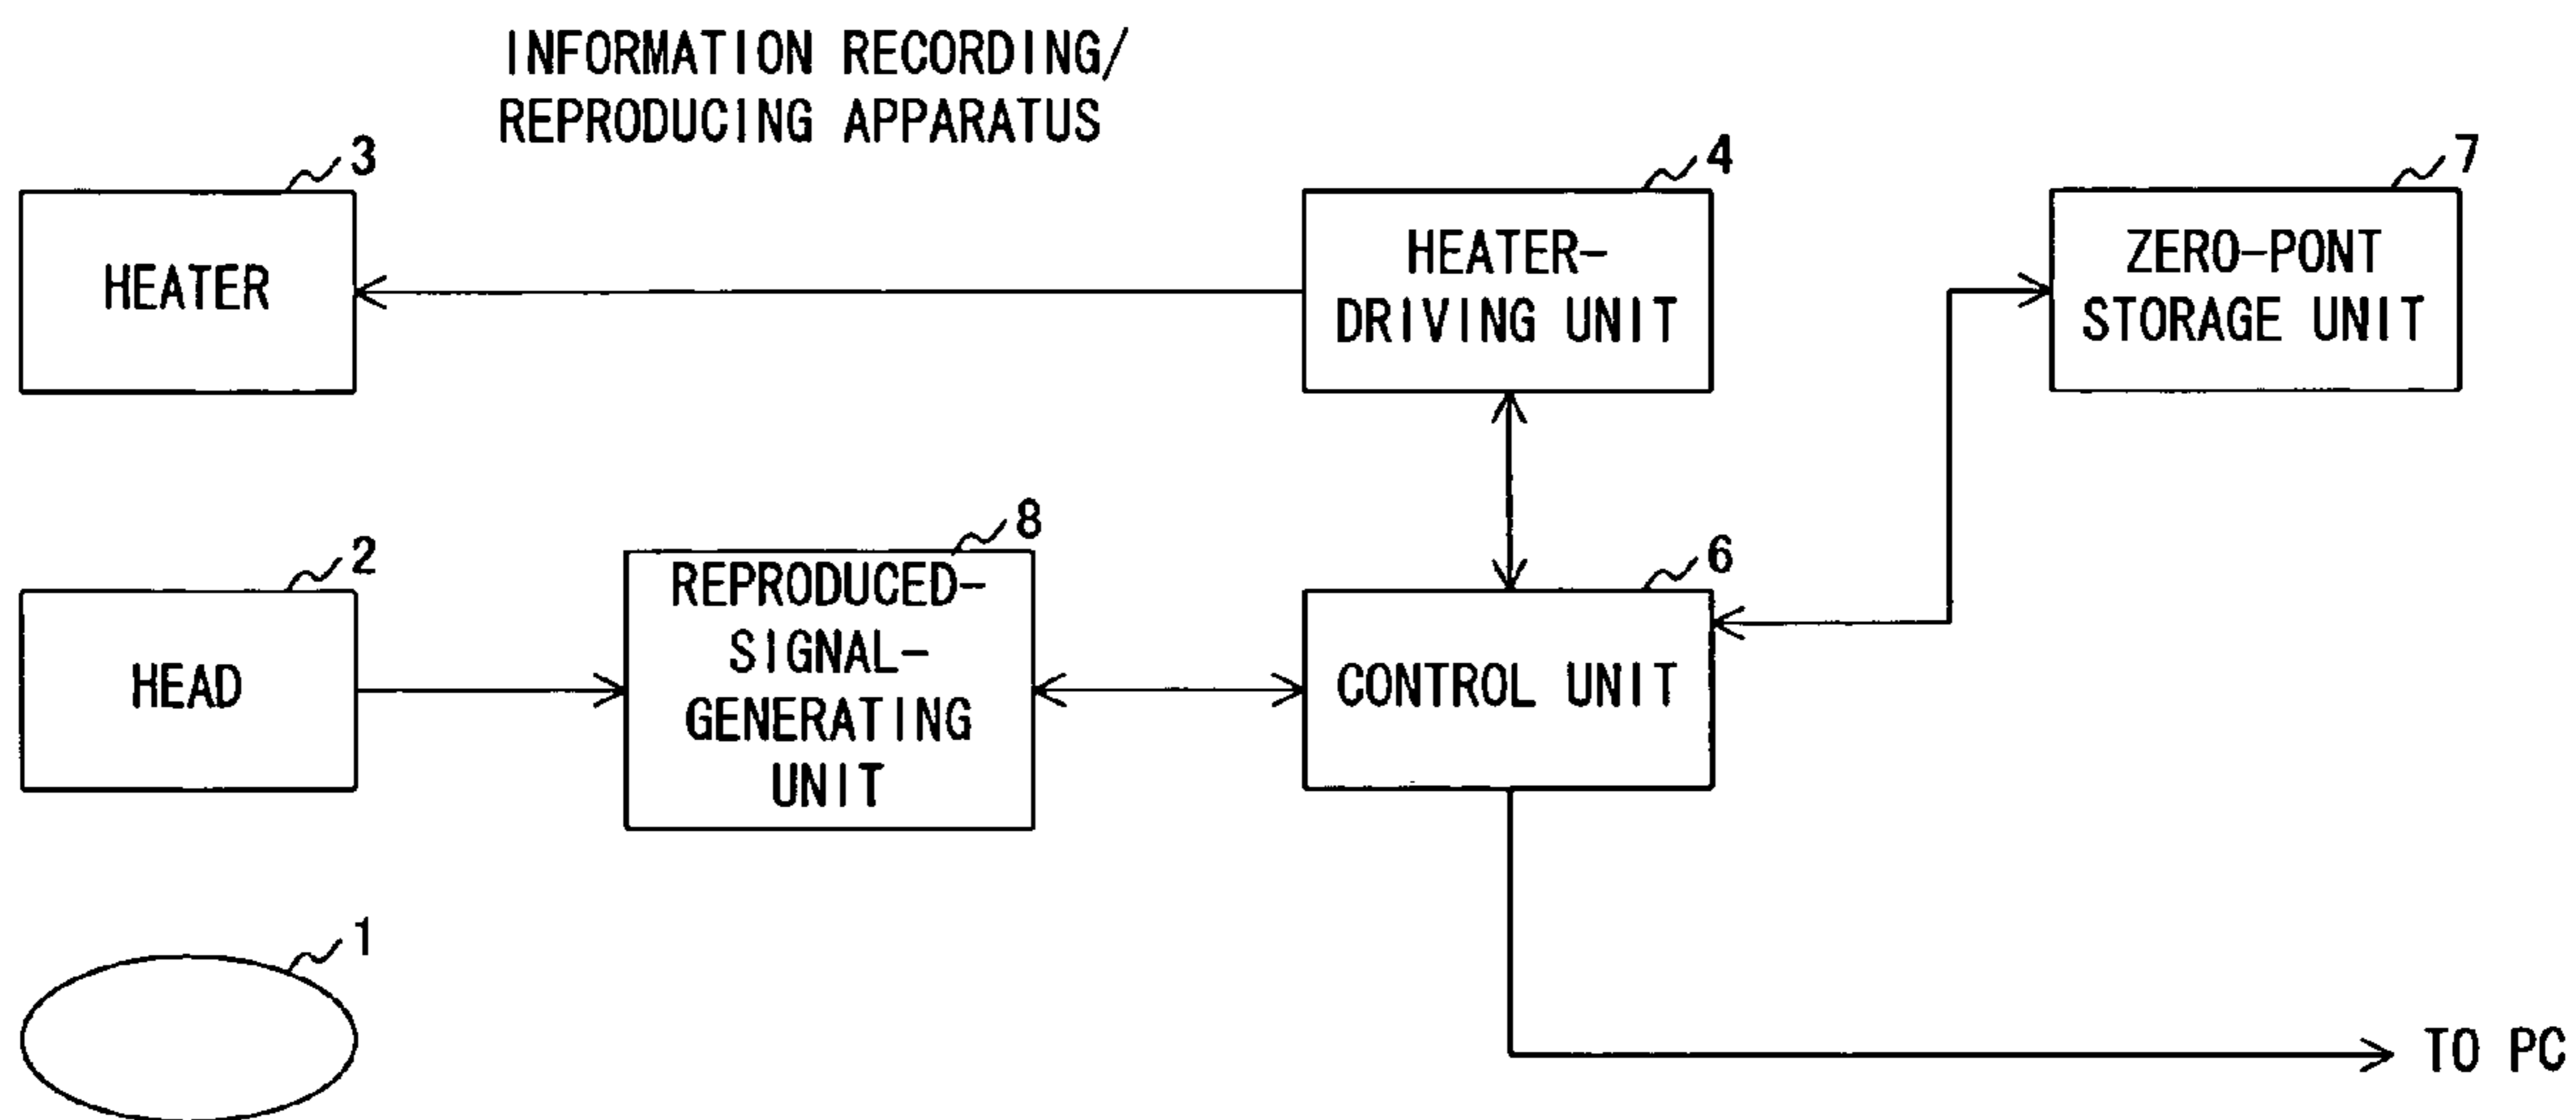 INFORMATION RECORDING/
REPRODUCING APPARATUS
3
HEATER
4
HEATER-
DRIVING UNIT
7
ZERO-PONT
STORAGE UNIT
2
HEAD
8
REPRODUCED-
SIGNAL-
GENERATING
UNIT
6
CONTROL UNIT
1
TO PC